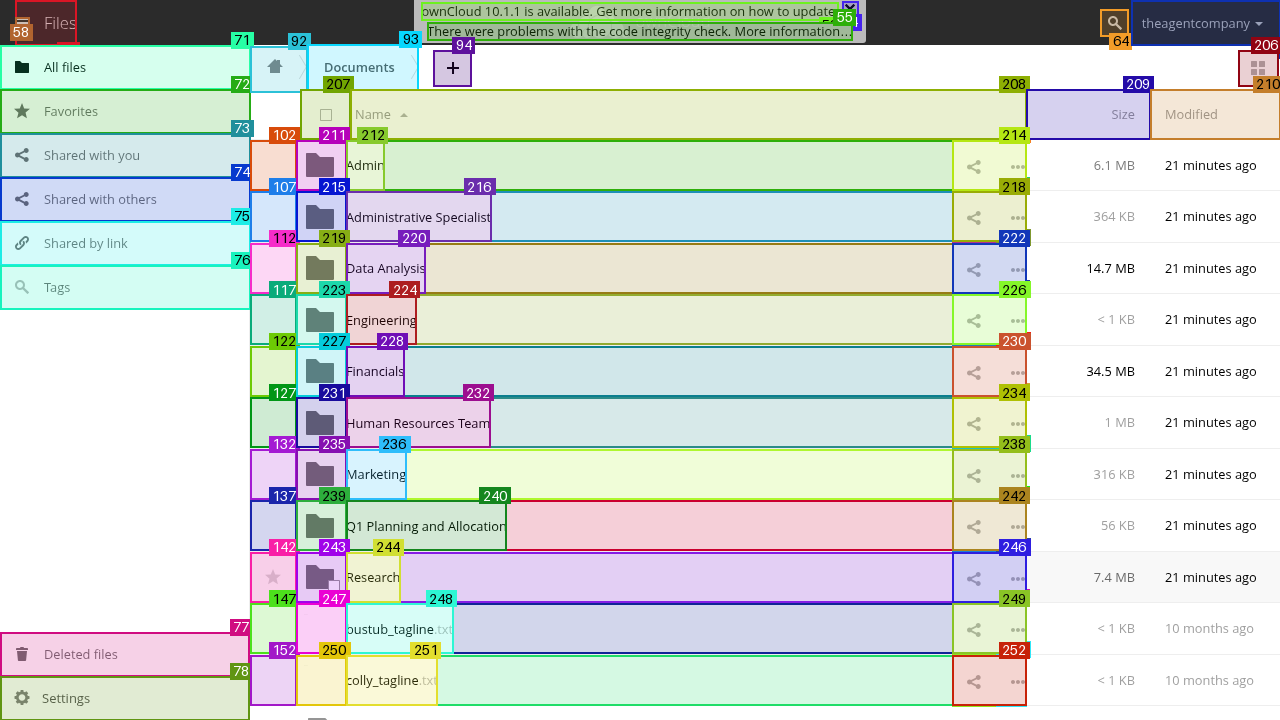 Files
ownCloud 10.1.1 is available. Get more information on how to update
There were problems with the code integrity check. More information…
theagentcompany
58
55
64
71
72
73
74
75
76
77
78
All files
Favorites
Shared with you
Shared with others
Shared by link
Tags
Deleted files
Settings
92
93
94
206
Documents
+
207
208
209
210
Name
Size
Modified
102
211
212
214
Admin
6.1 MB
21 minutes ago
107
215
216
218
Administrative Specialist
364 KB
21 minutes ago
112
219
220
222
Data Analysis
14.7 MB
21 minutes ago
117
223
224
226
Engineering
< 1 KB
21 minutes ago
122
227
228
230
Financials
34.5 MB
21 minutes ago
127
231
232
234
Human Resources Team
1 MB
21 minutes ago
132
235
236
238
Marketing
316 KB
21 minutes ago
137
239
240
242
Q1 Planning and Allocation
56 KB
21 minutes ago
142
243
244
246
Research
7.4 MB
21 minutes ago
147
247
248
249
bustub_tagline.txt
< 1 KB
10 months ago
152
250
251
252
colly_tagline.txt
< 1 KB
10 months ago